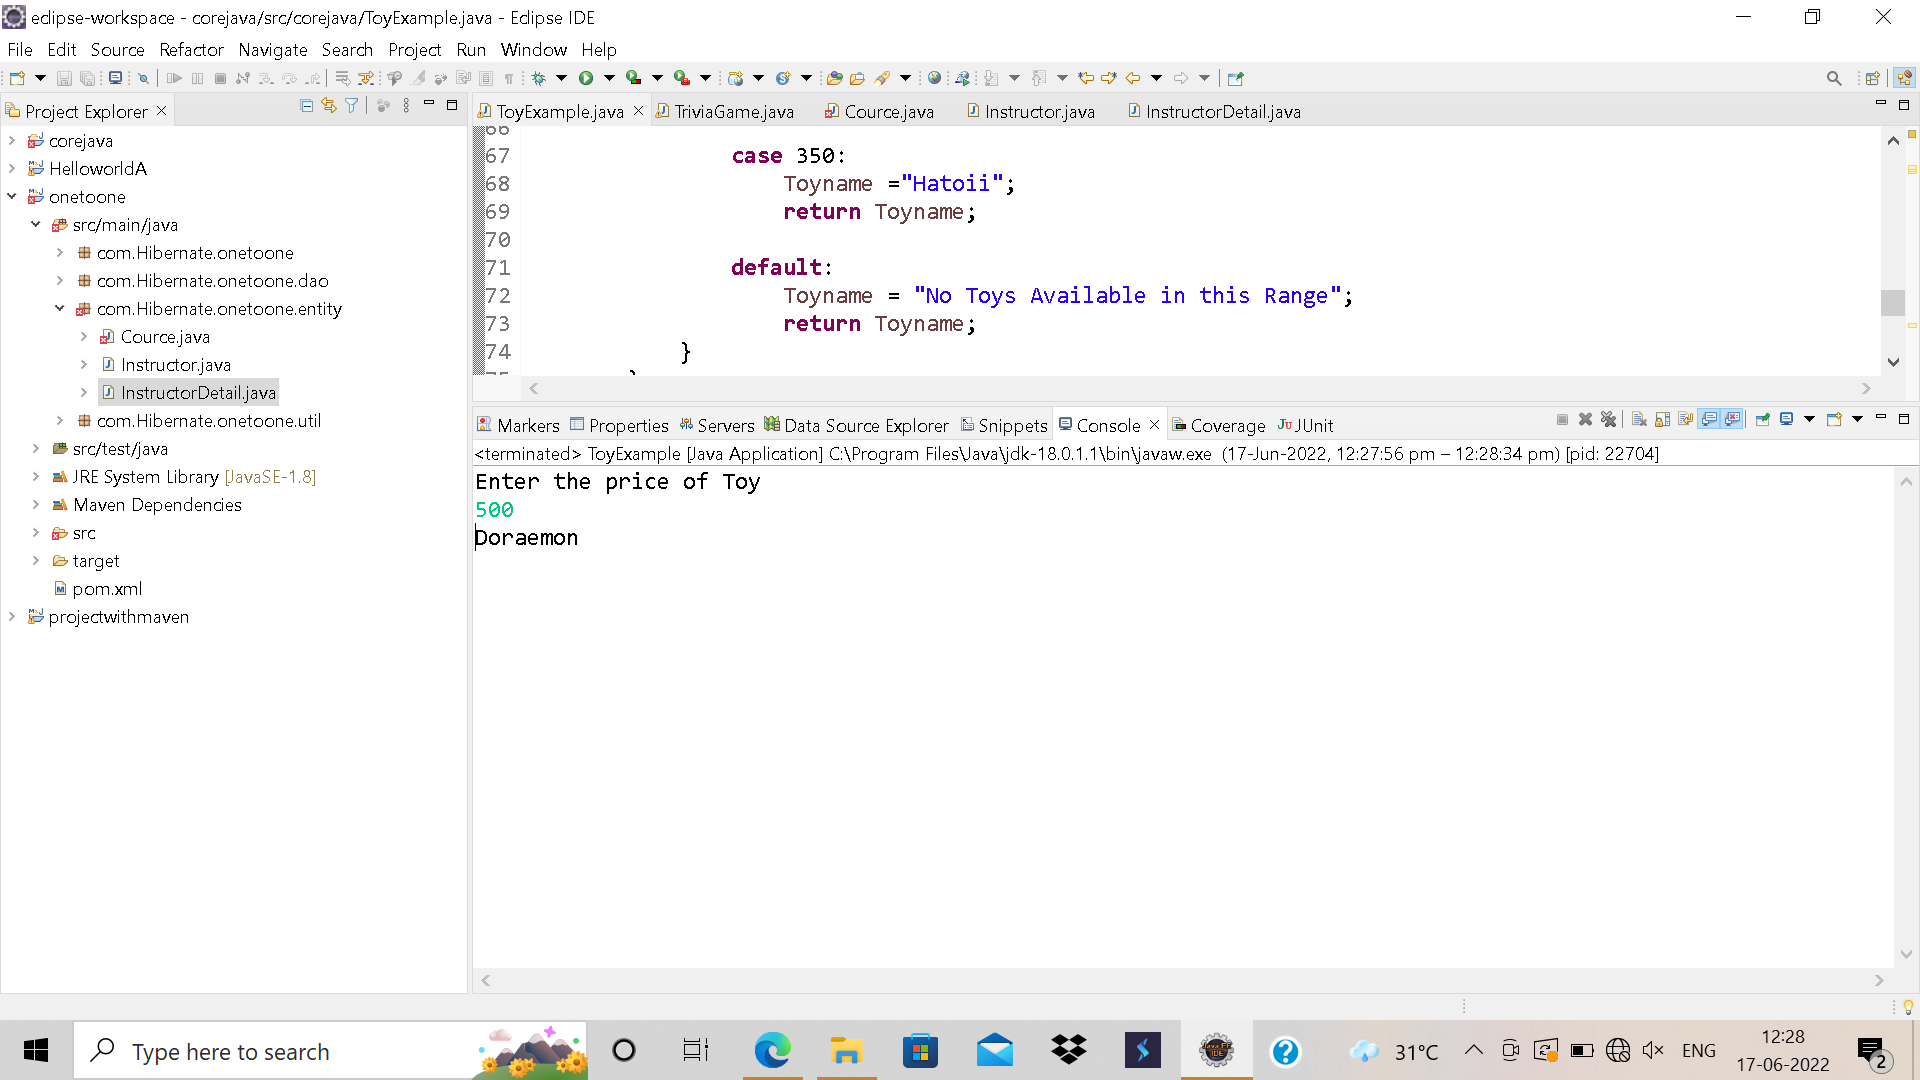 eclipse-workspace - corejava/src/corejava/ToyExample.java - Eclipse IDE
File Edit Source Refactor Navigate Search Project Run Window Help
Project Explorer
corejava
HelloworldA
onetoone
src/main/java
com.Hibernate.onetoone
com.Hibernate.onetoone.dao
com.Hibernate.onetoone.entity
Cource.java
Instructor.java
InstructorDetail.java
com.Hibernate.onetoone.util
src/test/java
JRE System Library [JavaSE-1.8]
Maven Dependencies
src
target
pom.xml
projectwithmaven
ToyExample.java TriviaGame.java Cource.java Instructor.java InstructorDetail.java
66
67 case 350:
68 Toyname ="Hatoii";
69 return Toyname;
70
71 default:
72 Toyname = "No Toys Available in this Range";
73 return Toyname;
74 }
Markers Properties Servers Data Source Explorer Snippets Console Coverage JUnit
<terminated> ToyExample [Java Application] C:\Program Files\Java\jdk-18.0.1.1\bin\javaw.exe (17-Jun-2022, 12:27:56 pm – 12:28:34 pm) [pid: 22704]
Enter the price of Toy
500
Doraemon
Type here to search
31°C
ENG
12:28
17-06-2022
2